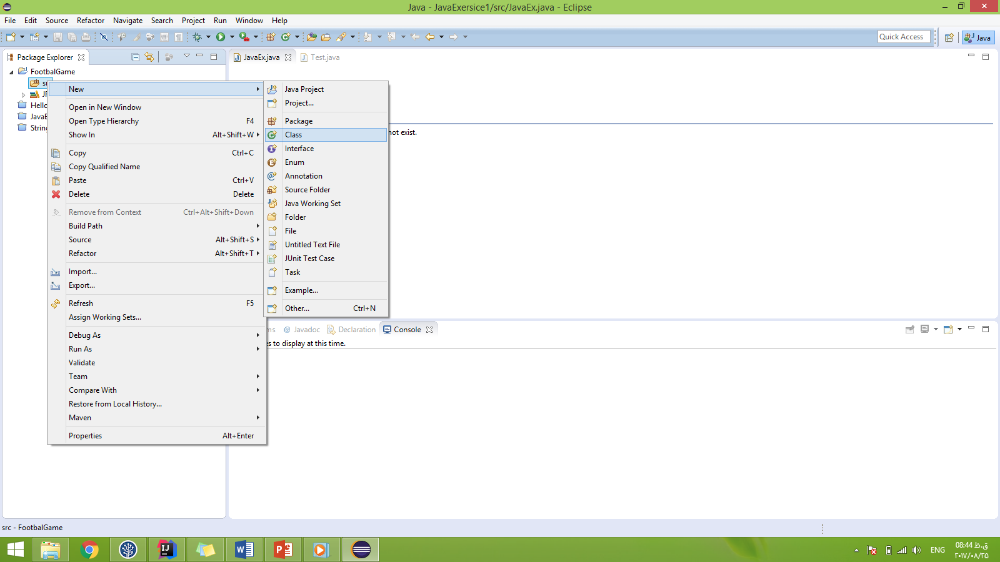 Java - JavaExersice1/src/JavaEx.java - Eclipse
File Edit Source Refactor Navigate Search Project Run Window Help
Quick Access
Java
Package Explorer
JavaEx.java
Test.java
FootbalGame
Hello
String
New
Open in New Window
Open Type Hierarchy F4
Show In Alt+Shift+W
Copy Ctrl+C
Copy Qualified Name
Paste Ctrl+V
Delete Delete
Remove from Context Ctrl+Alt+Shift+Down
Build Path
Source Alt+Shift+S
Refactor Alt+Shift+T
Import...
Export...
Refresh F5
Assign Working Sets...
Debug As
Run As
Validate
Team
Compare With
Restore from Local History...
Maven
Properties Alt+Enter
Java Project
Project...
Package
Class
Interface
Enum
Annotation
Source Folder
Java Working Set
Folder
File
Untitled Text File
JUnit Test Case
Task
Example...
Other... Ctrl+N
not exist.
Javadoc
Declaration
Console
to display at this time.
src - FootbalGame
ENG
08:44 ق.ظ
٢٠١٧/٠٨/٢٥